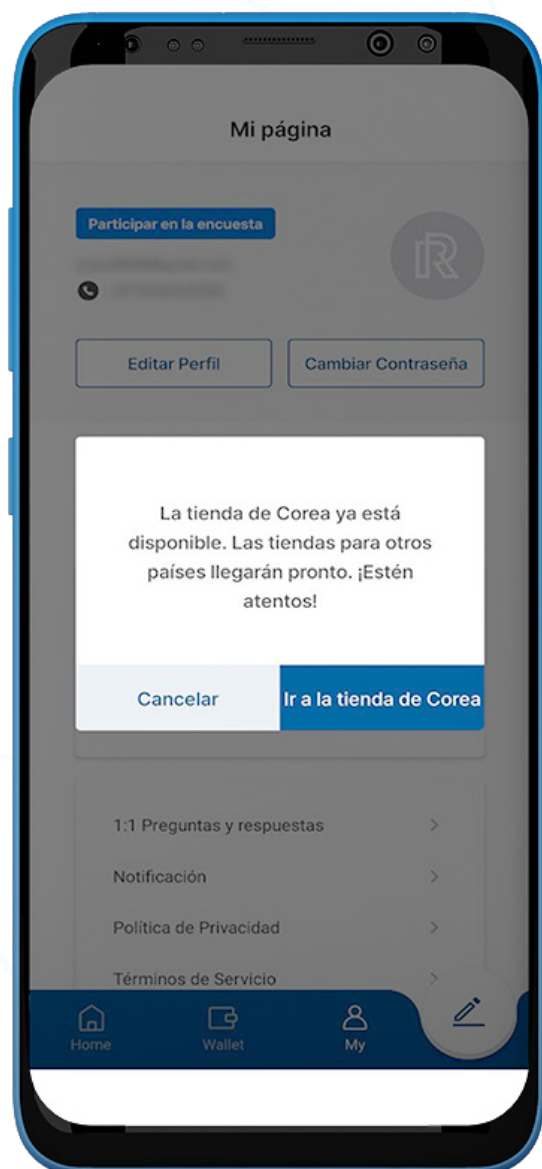 Mi página
Participar en la encuesta
Editar Perfil
Cambiar Contraseña
La tienda de Corea ya está
disponible. Las tiendas para otros
países llegarán pronto. ¡Estén
atentos!
Cancelar
Ir a la tienda de Corea
1:1 Preguntas y respuestas
Notificación
Política de Privacidad
Términos de Servicio
Home
Wallet
My